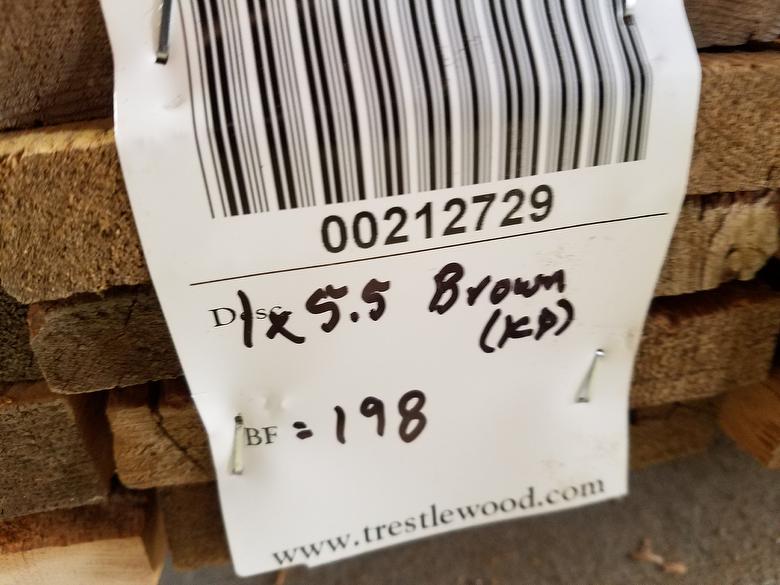 00212729
Desc 1x5.5 Brown
(KD)
BF = 198
www.trestlewood.com